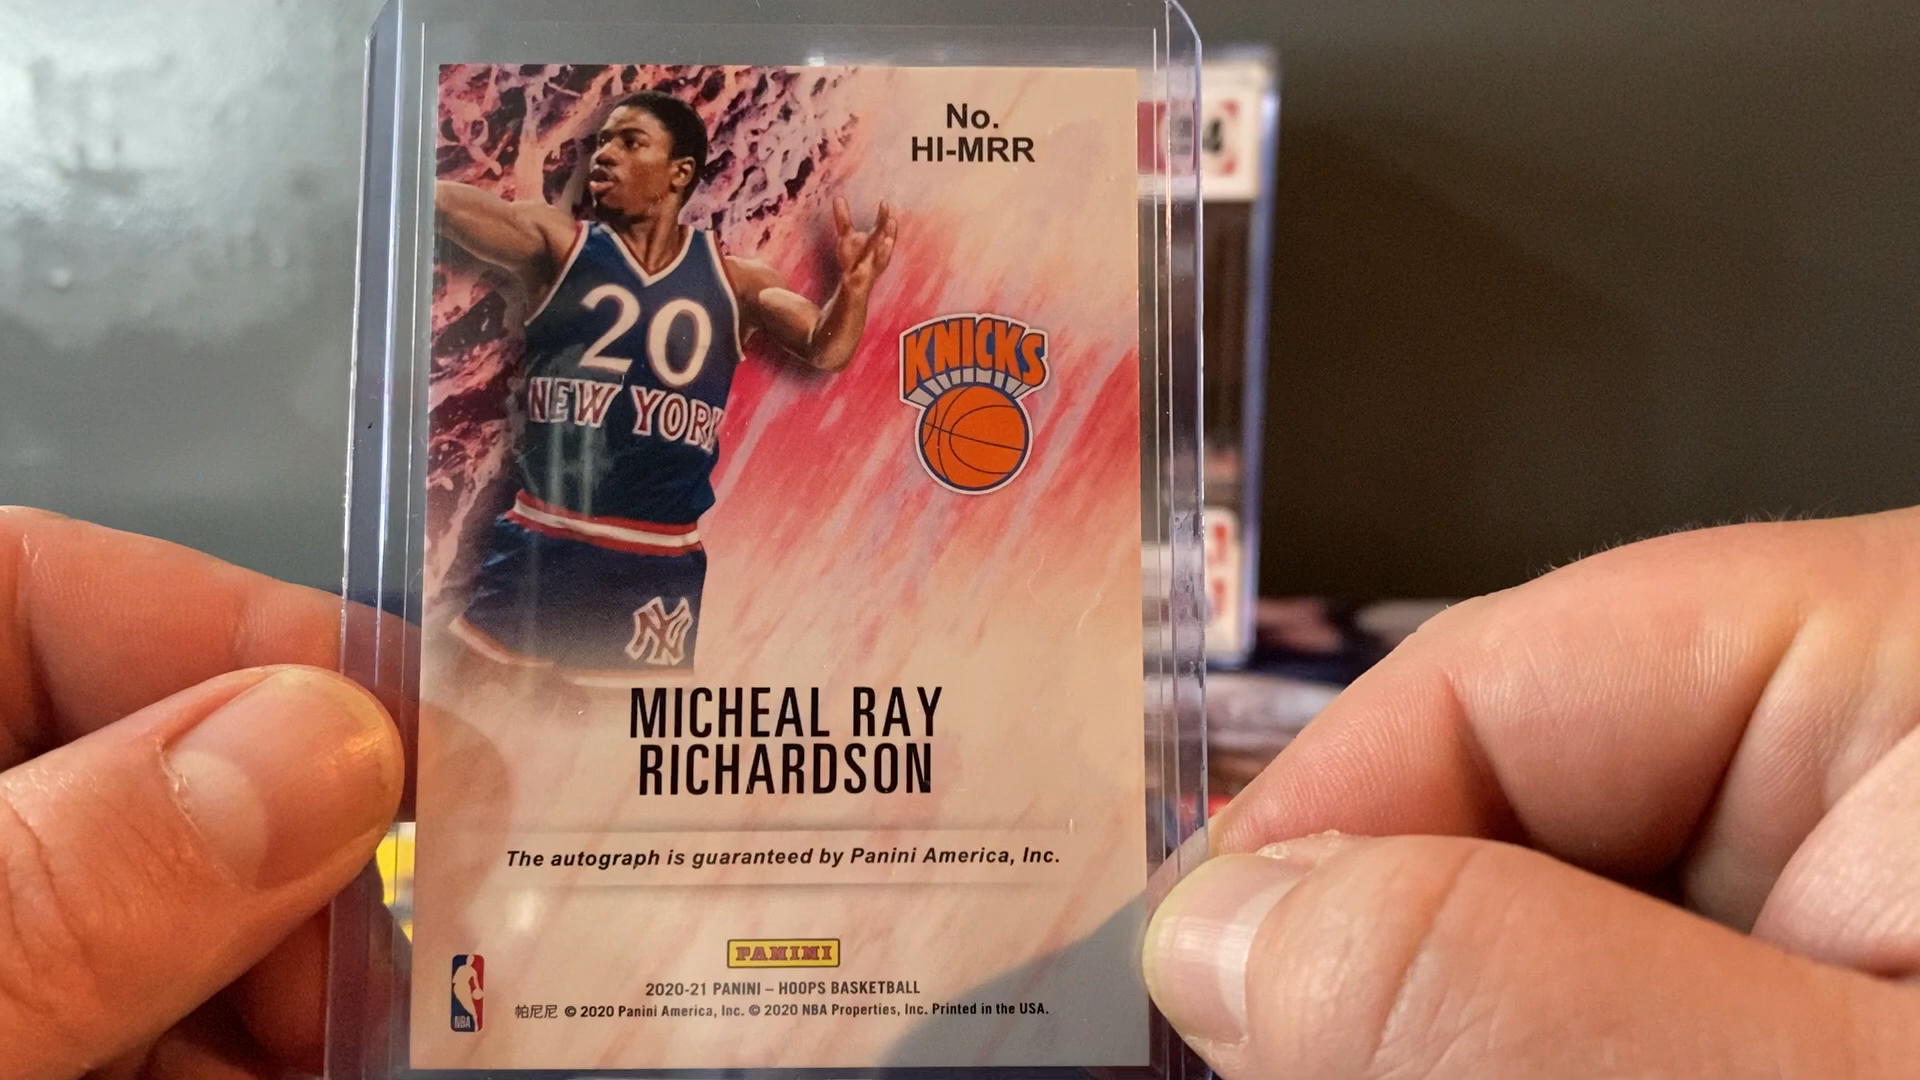 No.
HI-MRR
20
NEW YORK
KNICKS
NY
MICHEAL RAY
RICHARDSON
The autograph is guaranteed by Panini America, Inc.
PANINI
2020-21 PANINI – HOOPS BASKETBALL
帕尼尼 © 2020 Panini America, Inc. © 2020 NBA Properties, Inc. Printed in the USA.
NBA
4